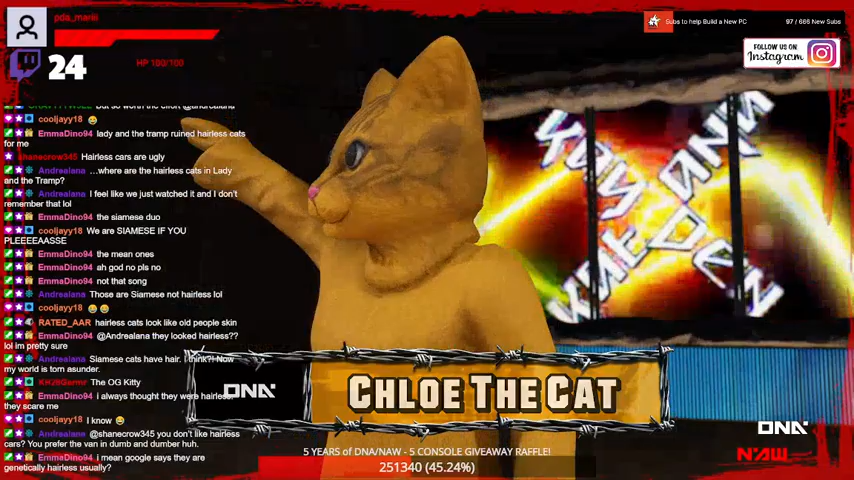 pds_mariii
Subs to help Build a New PC
97 / 666 New Subs
24
HP 100/100
FOLLOW US ON
Instagram
But so worth the effort @andrealana
cooljayy18
EmmaDino94 lady and the tramp ruined hairless cats
for me
shanecrow345 Hairless cars are ugly
Andrealana ...where are the hairless cats in Lady
and the Tramp?
Andrealana I feel like we just watched it and I don't
remember that lol
EmmaDino94 the siamese duo
cooljayy18 We are SIAMESE IF YOU
PLEEEEAASSE
EmmaDino94 the mean ones
EmmaDino94 ah god no pls no
EmmaDino94 not that song
Andrealana Those are Siamese not hairless lol
cooljayy18
RATED_AAR hairless cats look like old people skin
EmmaDino94 @Andrealana they looked hairless??
lol im pretty sure
Andrealana Siamese cats have hair. I think?! Now
my world is torn asunder.
The OG Kitty
EmmaDino94 i always thought they were hairless.
they scare me
cooljayy18 I know
Andrealana @shanecrow345 you don't like hairless
cars? You prefer the van in dumb and dumber huh.
EmmaDino94 i mean google says they are
genetically hairless usually?
DNA
CHLOE THE CAT
DNA
NAW
5 YEARS of DNA/NAW - 5 CONSOLE GIVEAWAY RAFFLE!
251340 (45.24%)